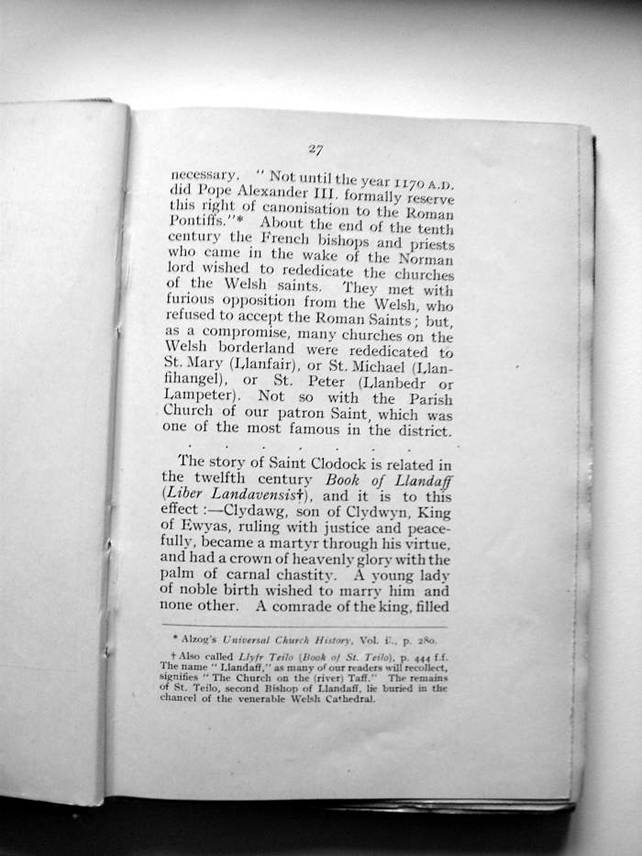 27
necessary. " Not until the year 1170 A.D.
did Pope Alexander III. formally reserve
this right of canonisation to the Roman
Pontiffs."* About the end of the tenth
century the French bishops and priests
who came in the wake of the Norman
lord wished to rededicate the churches
of the Welsh saints. They met with
furious opposition from the Welsh, who
refused to accept the Roman Saints ; but,
as a compromise, many churches on the
Welsh borderland were rededicated to
St. Mary (Llanfair), or St. Michael (Llan-
fihangel), or St. Peter (Llanbedr or
Lampeter). Not so with the Parish
Church of our patron Saint, which was
one of the most famous in the district.
. . . . . . .
The story of Saint Clodock is related in
the twelfth century Book of Llandaff
(Liber Landavensis†), and it is to this
effect :—Clydawg, son of Clydwyn, King
of Ewyas, ruling with justice and peace-
fully, became a martyr through his virtue,
and had a crown of heavenly glory with the
palm of carnal chastity. A young lady
of noble birth wished to marry him and
none other. A comrade of the king, filled
* Alzog's Universal Church History, Vol. II., p. 280.
† Also called Llyfr Teilo (Book of St. Teilo), p. 444 f.f.
The name " Llandaff," as many of our readers will recollect,
signifies " The Church on the (river) Taff." The remains
of St. Teilo, second Bishop of Llandaff, lie buried in the
chancel of the venerable Welsh Cathedral.